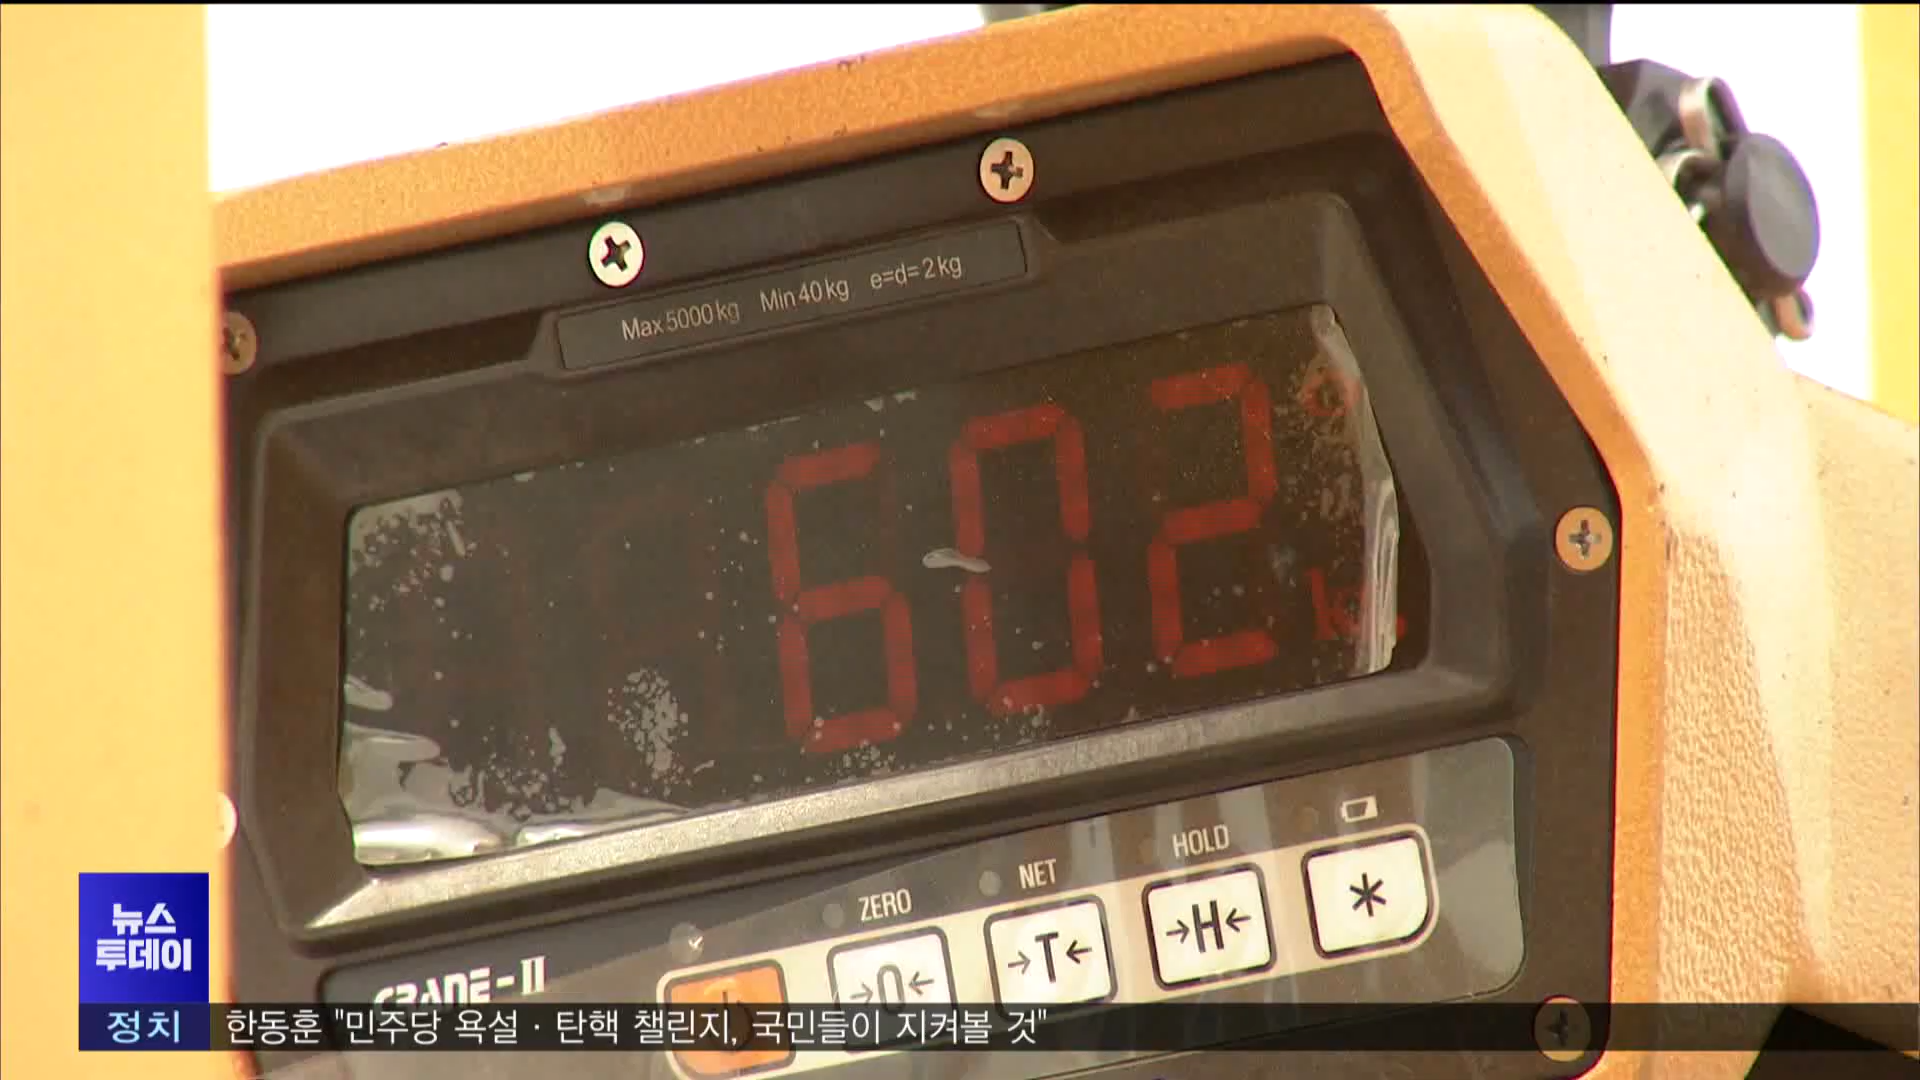 Max 5000 kg Min 40 kg e=d= 2 kg
602
kg
ZERO NET HOLD
→0← →T← →H← *
CRANE-II
뉴스
투데이
정치 한동훈 "민주당 욕설·탄핵 챌린지, 국민들이 지켜볼 것"